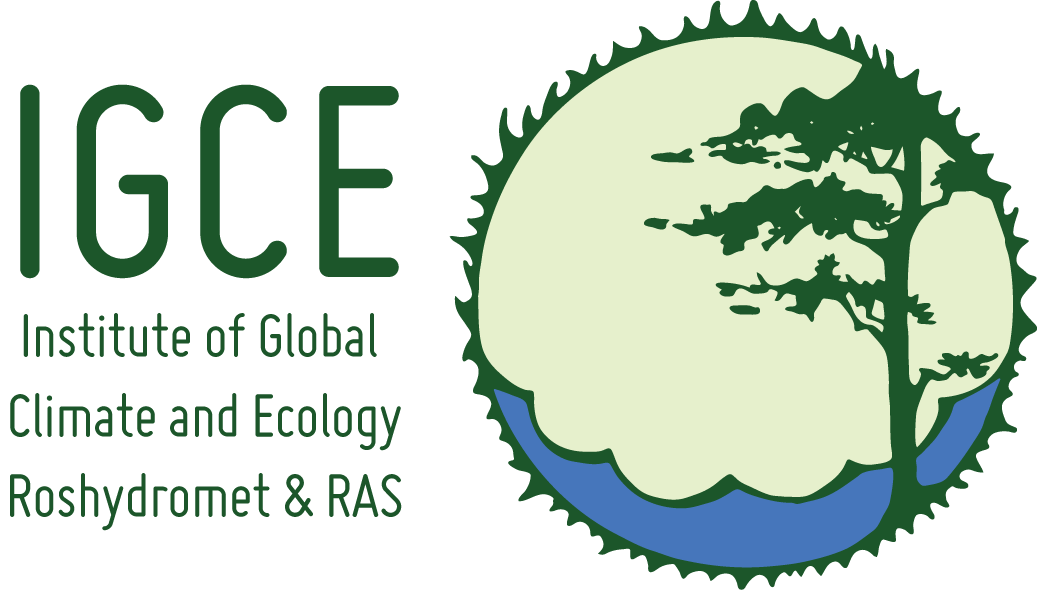 IGCE
Institute of Global
Climate and Ecology
Roshydromet & RAS